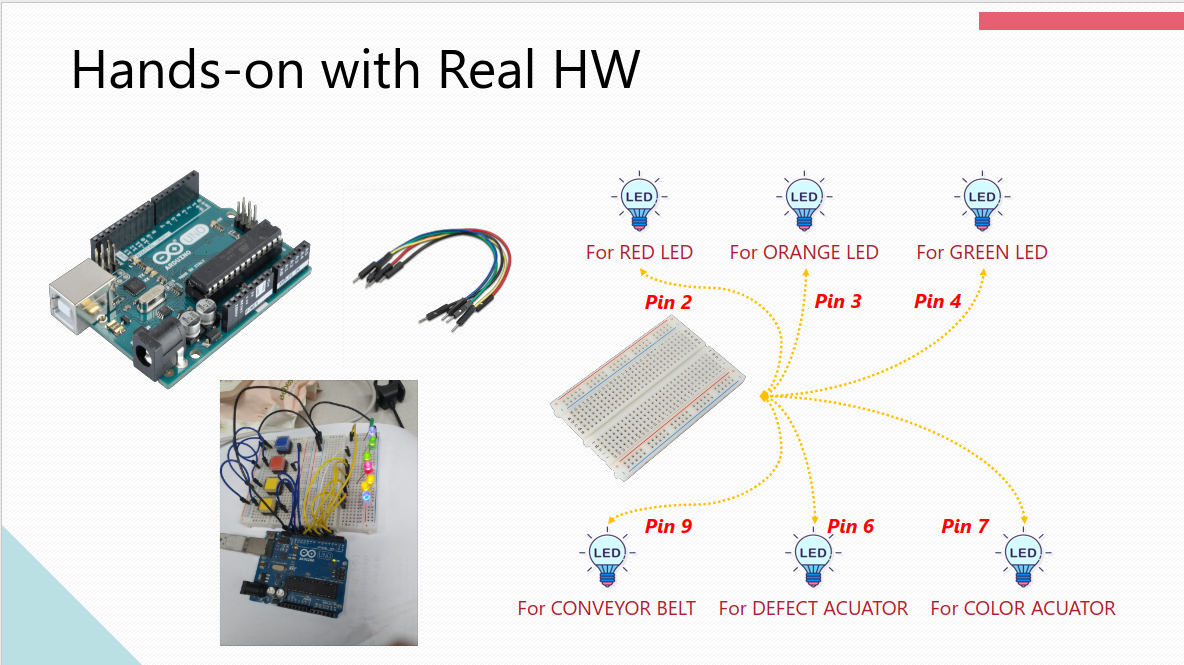 Hands-on with Real HW
LED
LED
LED
For RED LED
For ORANGE LED
For GREEN LED
Pin 2
Pin 3
Pin 4
ARDUINO
UNO
Pin 9
Pin 6
Pin 7
LED
LED
LED
For CONVEYOR BELT
For DEFECT ACUATOR
For COLOR ACUATOR